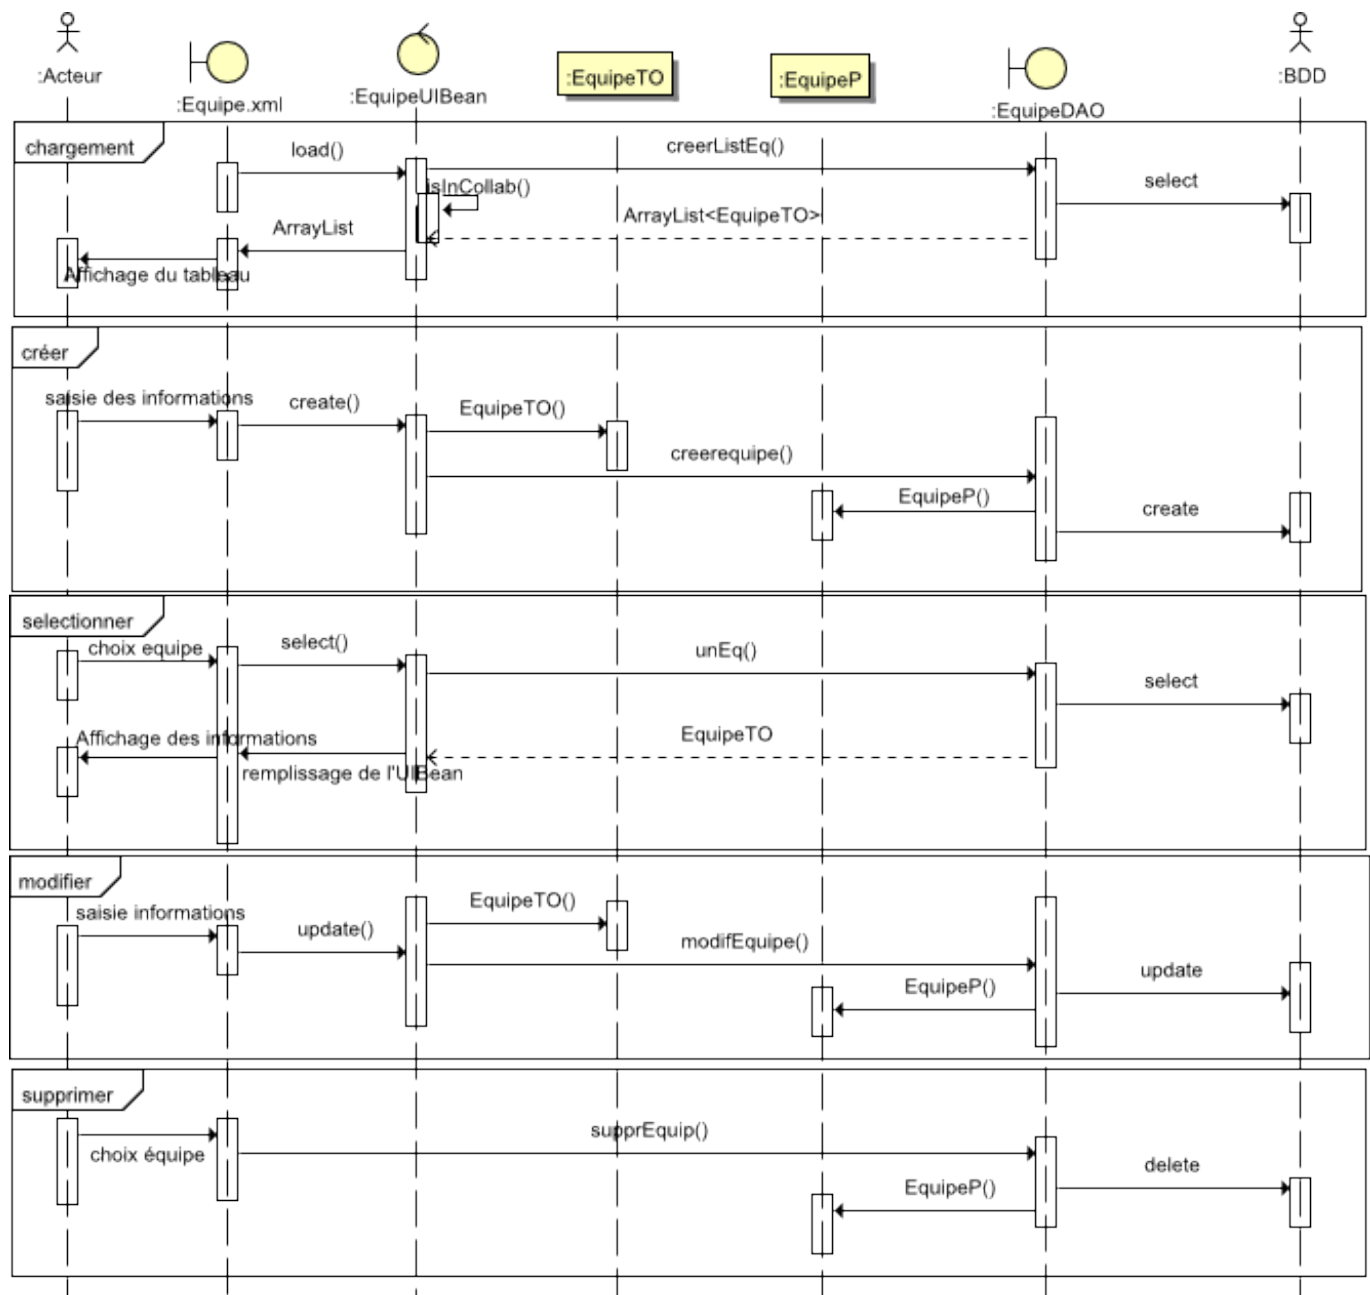 :Acteur
:Equipe.xml
:EquipeUIBean
:EquipeTO
:EquipeP
:EquipeDAO
:BDD
chargement
load()
creerListEq()
isInCollab()
select
ArrayList<EquipeTO>
ArrayList
Affichage du tableau
créer
saisie des informations
create()
EquipeTO()
creerequipe()
EquipeP()
create
selectionner
choix equipe
select()
unEq()
select
Affichage des informations
EquipeTO
remplissage de l'UIBean
modifier
saisie informations
update()
EquipeTO()
modifEquipe()
EquipeP()
update
supprimer
choix équipe
supprEquip()
EquipeP()
delete